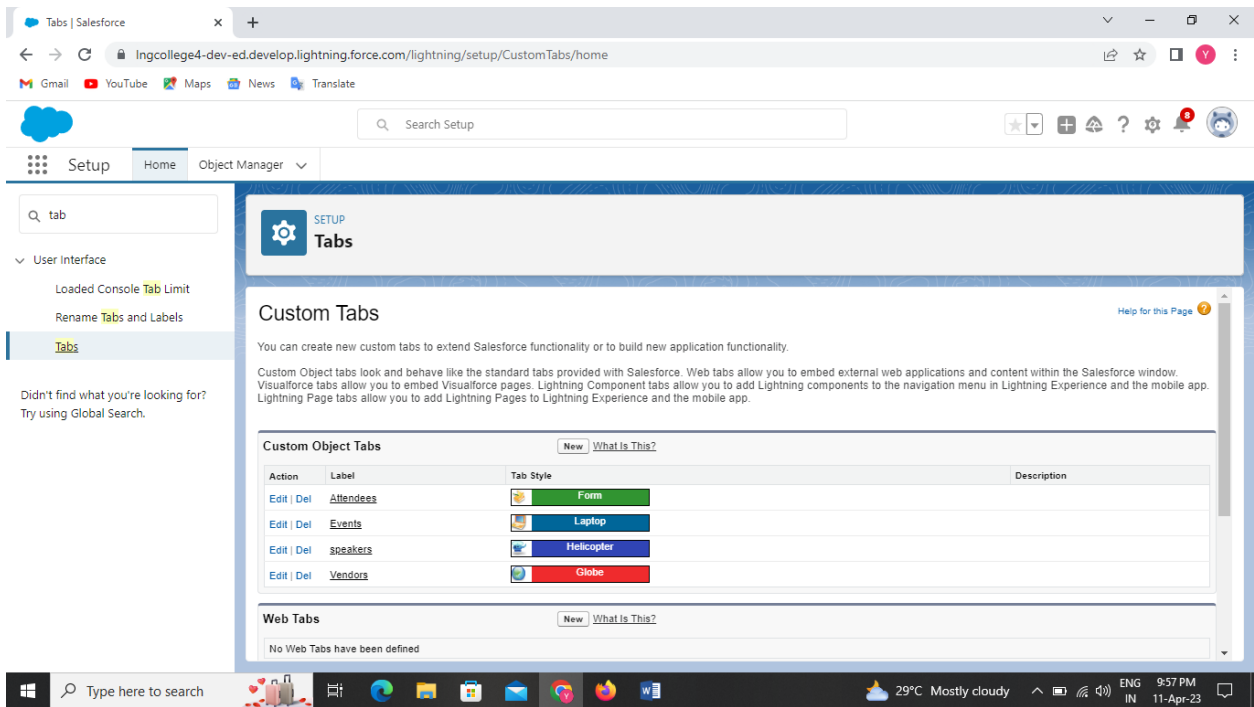 Tabs | Salesforce
lngcollege4-dev-ed.develop.lightning.force.com/lightning/setup/CustomTabs/home
Y
Gmail YouTube Maps News Translate
Search Setup
8
Setup Home Object Manager
tab
User Interface
Loaded Console Tab Limit
Rename Tabs and Labels
Tabs
Didn't find what you're looking for?
Try using Global Search.
SETUP
Tabs
Custom Tabs
Help for this Page
You can create new custom tabs to extend Salesforce functionality or to build new application functionality.
Custom Object tabs look and behave like the standard tabs provided with Salesforce. Web tabs allow you to embed external web applications and content within the Salesforce window.
Visualforce tabs allow you to embed Visualforce pages. Lightning Component tabs allow you to add Lightning components to the navigation menu in Lightning Experience and the mobile app.
Lightning Page tabs allow you to add Lightning Pages to Lightning Experience and the mobile app.
Custom Object Tabs New What Is This?
Action Label Tab Style Description
Edit | Del Attendees Form
Edit | Del Events Laptop
Edit | Del speakers Helicopter
Edit | Del Vendors Globe
Web Tabs New What Is This?
No Web Tabs have been defined
Type here to search
29°C Mostly cloudy
ENG
IN
9:57 PM
11-Apr-23